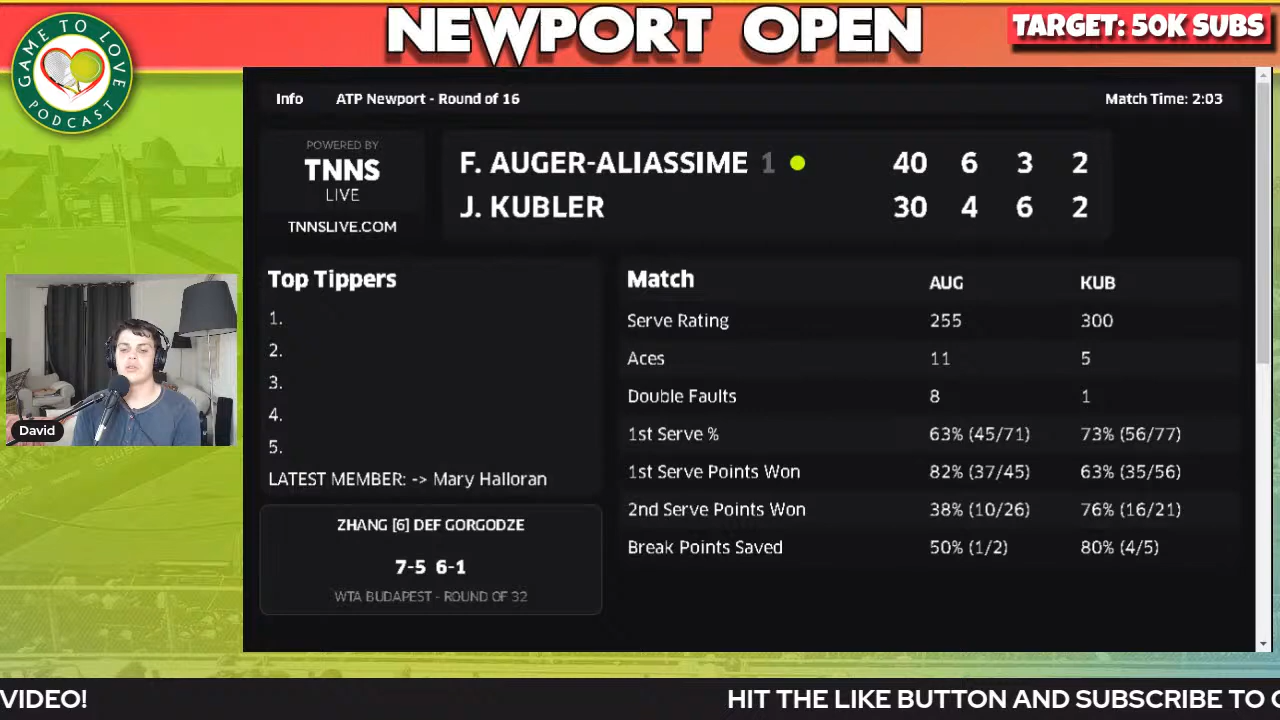 GAME TO LOVE PODCAST
NEWPORT OPEN
TARGET: 50K SUBS
Info ATP Newport - Round of 16 Match Time: 2:03
POWERED BY
TNNS
LIVE
TNNSLIVE.COM
F. AUGER-ALIASSIME 1 40 6 3 2
J. KUBLER 30 4 6 2
Top Tippers
1.
2.
3.
4.
5.
LATEST MEMBER: -> Mary Halloran
ZHANG [6] DEF GORGODZE
7-5 6-1
WTA BUDAPEST - ROUND OF 32
Match AUG KUB
Serve Rating 255 300
Aces 11 5
Double Faults 8 1
1st Serve % 63% (45/71) 73% (56/77)
1st Serve Points Won 82% (37/45) 63% (35/56)
2nd Serve Points Won 38% (10/26) 76% (16/21)
Break Points Saved 50% (1/2) 80% (4/5)
David
VIDEO! HIT THE LIKE BUTTON AND SUBSCRIBE TO